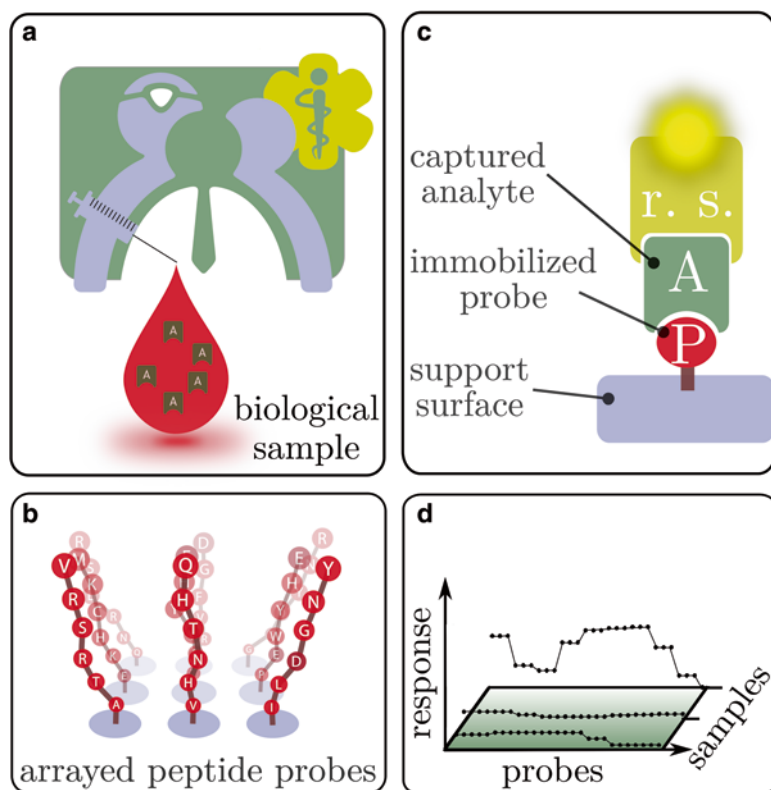 a
A
A
A
A
A
biological
sample
b
V
R
S
R
T
A
R
S
K
C
H
K
E
R
N
Q
Q
H
T
N
H
V
D
G
F
V
Y
N
G
D
L
I
R
E
H
Y
W
E
P
G
arrayed peptide probes
c
captured
analyte
immobilized
probe
support
surface
r. s.
A
P
d
response
probes
samples